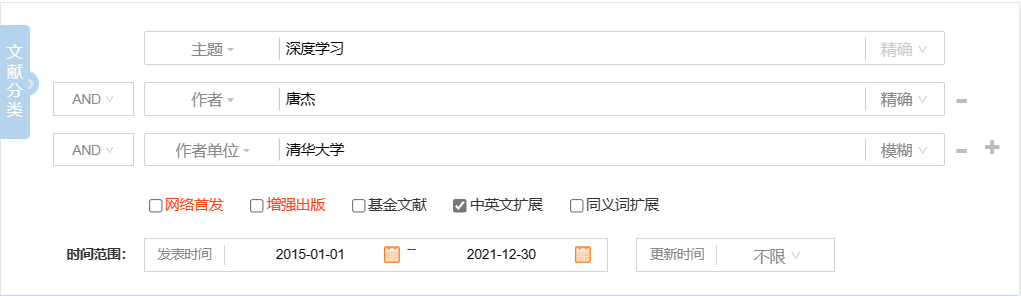 文献分类
主题 深度学习 精确
AND 作者 唐杰 精确
AND 作者单位 清华大学 模糊
网络首发 增强出版 基金文献 中英文扩展 同义词扩展
时间范围： 发表时间 2015-01-01 -- 2021-12-30 更新时间 不限